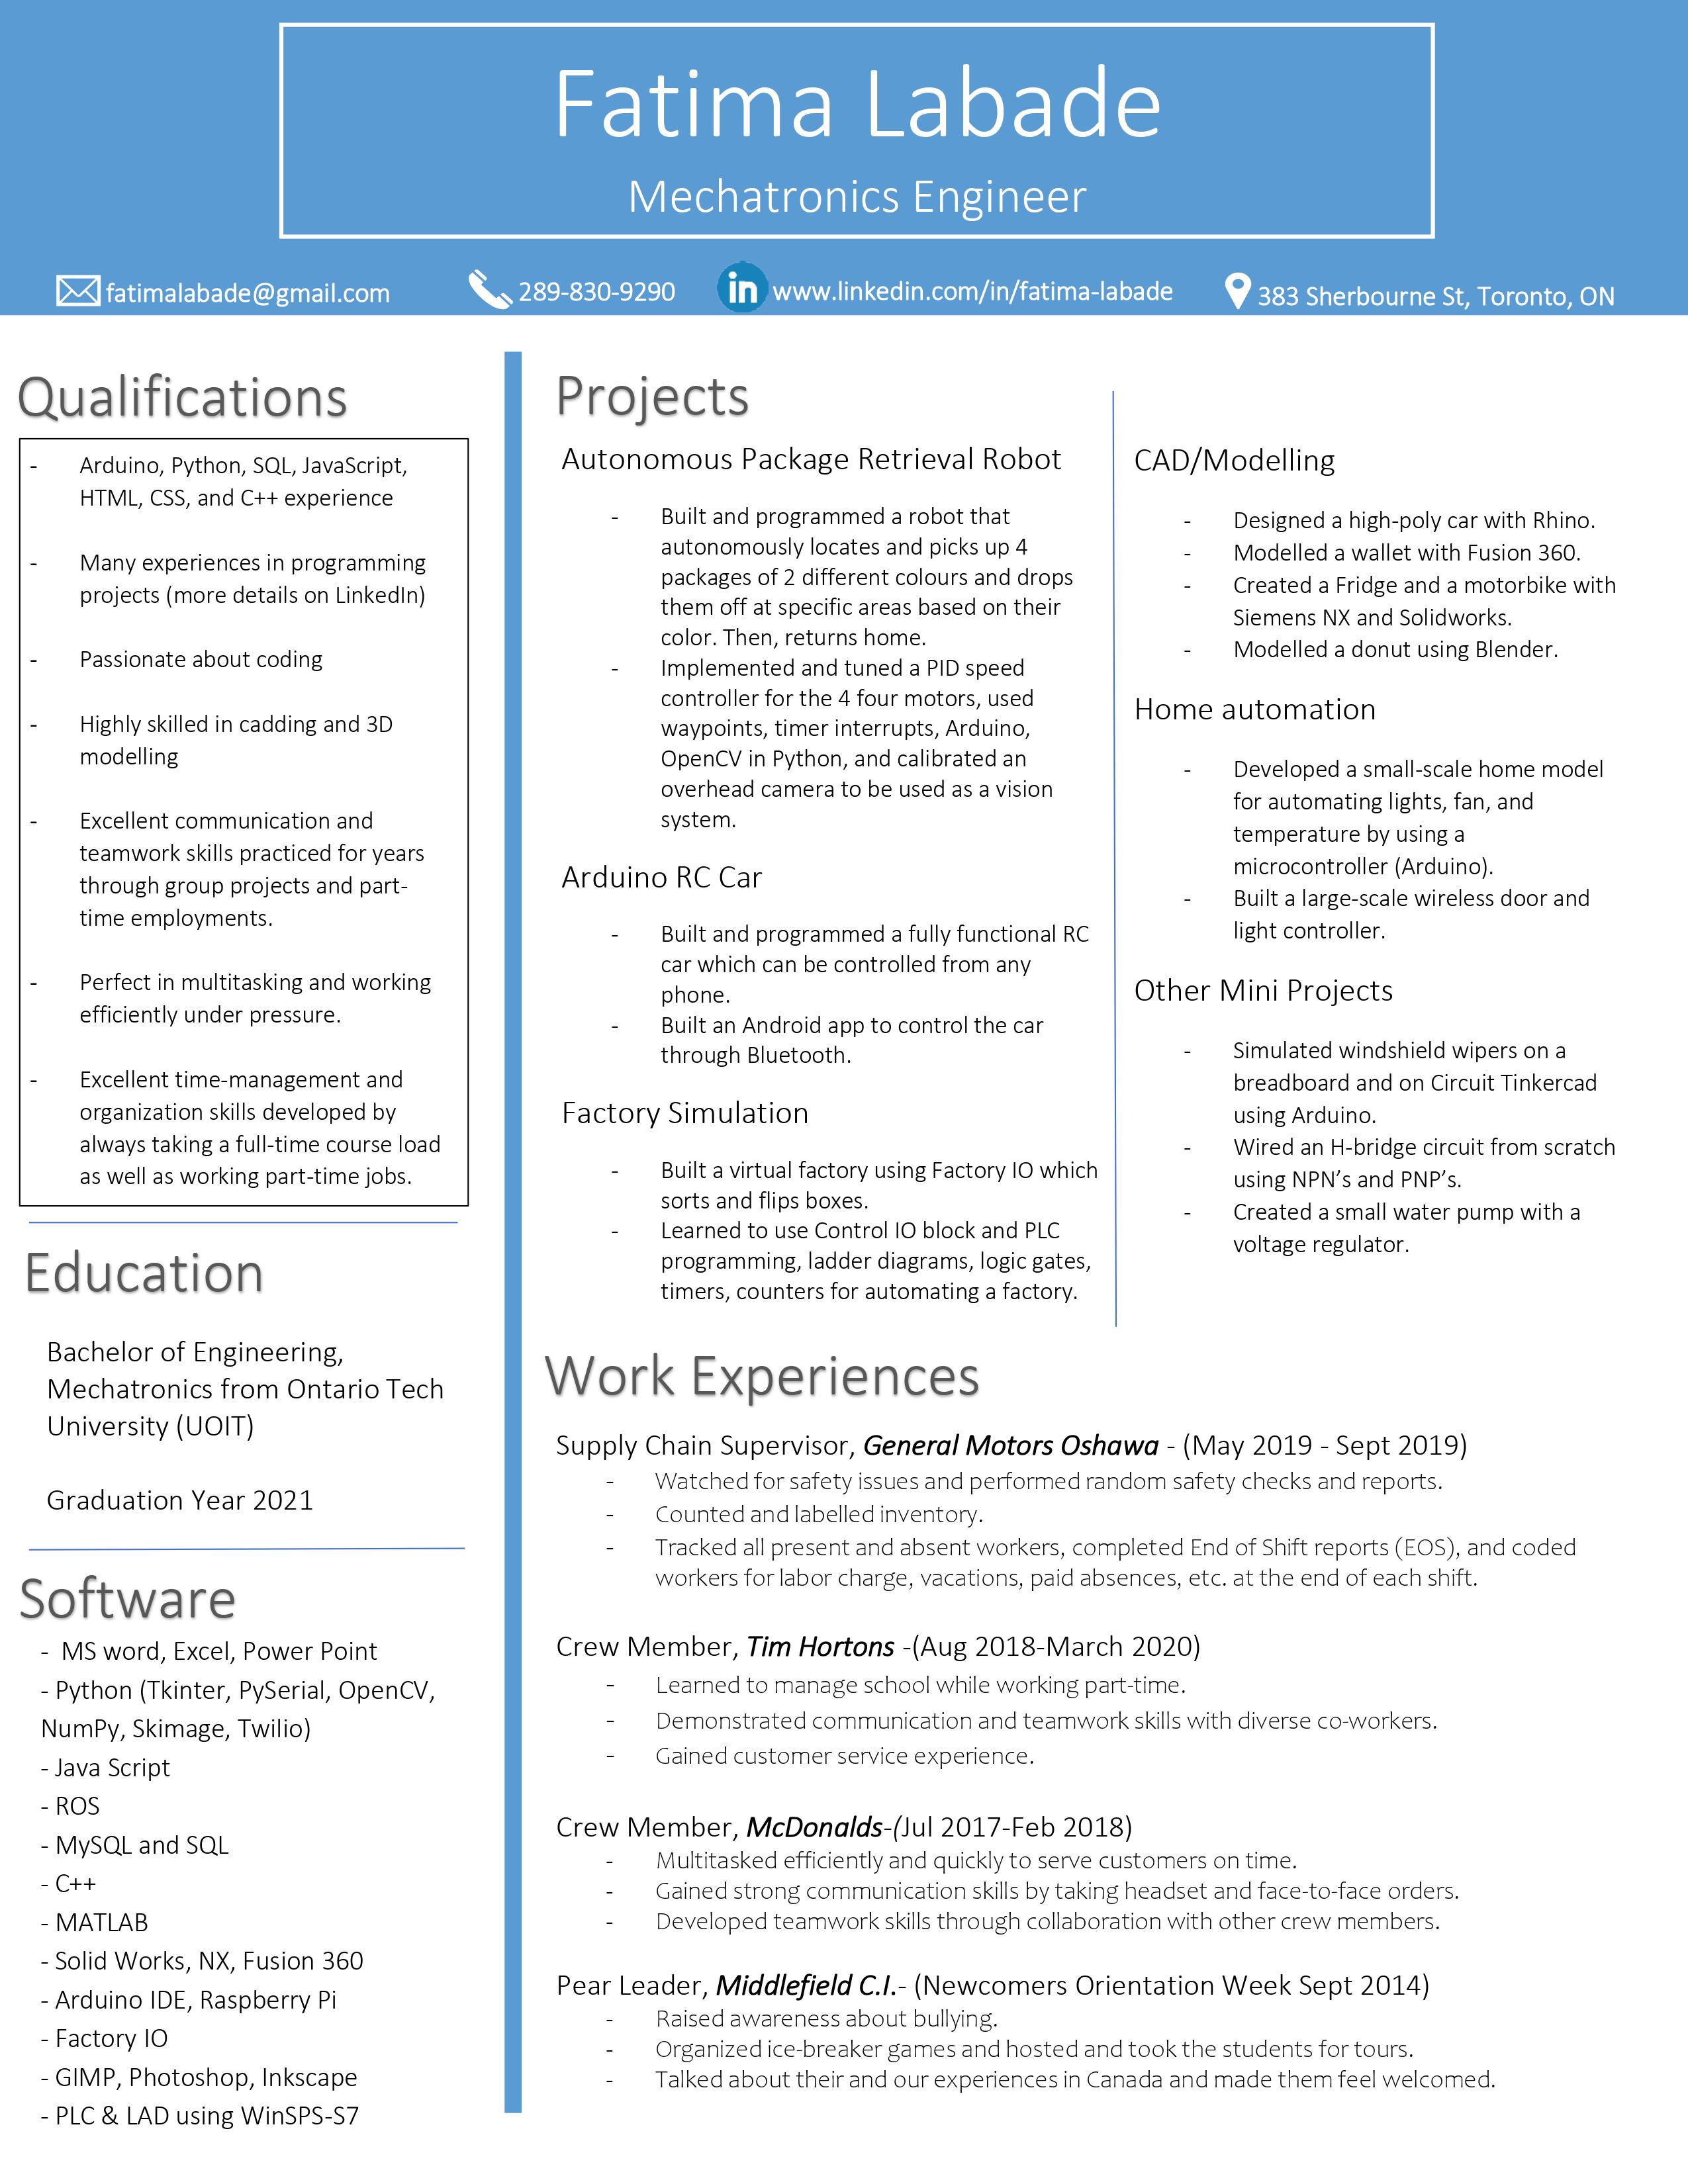 Fatima Labade
Mechatronics Engineer
fatimalabade@gmail.com
289-830-9290
in www.linkedin.com/in/fatima-labade
383 Sherbourne St, Toronto, ON
Qualifications
- Arduino, Python, SQL, JavaScript,
HTML, CSS, and C++ experience
- Many experiences in programming
projects (more details on LinkedIn)
- Passionate about coding
- Highly skilled in cadding and 3D
modelling
- Excellent communication and
teamwork skills practiced for years
through group projects and part-
time employments.
- Perfect in multitasking and working
efficiently under pressure.
- Excellent time-management and
organization skills developed by
always taking a full-time course load
as well as working part-time jobs.
Education
Bachelor of Engineering,
Mechatronics from Ontario Tech
University (UOIT)
Graduation Year 2021
Software
- MS word, Excel, Power Point
- Python (Tkinter, PySerial, OpenCV,
NumPy, Skimage, Twilio)
- Java Script
- ROS
- MySQL and SQL
- C++
- MATLAB
- Solid Works, NX, Fusion 360
- Arduino IDE, Raspberry Pi
- Factory IO
- GIMP, Photoshop, Inkscape
- PLC & LAD using WinSPS-S7
Projects
Autonomous Package Retrieval Robot
- Built and programmed a robot that
autonomously locates and picks up 4
packages of 2 different colours and drops
them off at specific areas based on their
color. Then, returns home.
- Implemented and tuned a PID speed
controller for the 4 four motors, used
waypoints, timer interrupts, Arduino,
OpenCV in Python, and calibrated an
overhead camera to be used as a vision
system.
Arduino RC Car
- Built and programmed a fully functional RC
car which can be controlled from any
phone.
- Built an Android app to control the car
through Bluetooth.
Factory Simulation
- Built a virtual factory using Factory IO which
sorts and flips boxes.
- Learned to use Control IO block and PLC
programming, ladder diagrams, logic gates,
timers, counters for automating a factory.
CAD/Modelling
- Designed a high-poly car with Rhino.
- Modelled a wallet with Fusion 360.
- Created a Fridge and a motorbike with
Siemens NX and Solidworks.
- Modelled a donut using Blender.
Home automation
- Developed a small-scale home model
for automating lights, fan, and
temperature by using a
microcontroller (Arduino).
- Built a large-scale wireless door and
light controller.
Other Mini Projects
- Simulated windshield wipers on a
breadboard and on Circuit Tinkercad
using Arduino.
- Wired an H-bridge circuit from scratch
using NPN’s and PNP’s.
- Created a small water pump with a
voltage regulator.
Work Experiences
Supply Chain Supervisor, General Motors Oshawa - (May 2019 - Sept 2019)
- Watched for safety issues and performed random safety checks and reports.
- Counted and labelled inventory.
- Tracked all present and absent workers, completed End of Shift reports (EOS), and coded
workers for labor charge, vacations, paid absences, etc. at the end of each shift.
Crew Member, Tim Hortons -(Aug 2018-March 2020)
- Learned to manage school while working part-time.
- Demonstrated communication and teamwork skills with diverse co-workers.
- Gained customer service experience.
Crew Member, McDonalds-(Jul 2017-Feb 2018)
- Multitasked efficiently and quickly to serve customers on time.
- Gained strong communication skills by taking headset and face-to-face orders.
- Developed teamwork skills through collaboration with other crew members.
Pear Leader, Middlefield C.I.- (Newcomers Orientation Week Sept 2014)
- Raised awareness about bullying.
- Organized ice-breaker games and hosted and took the students for tours.
- Talked about their and our experiences in Canada and made them feel welcomed.